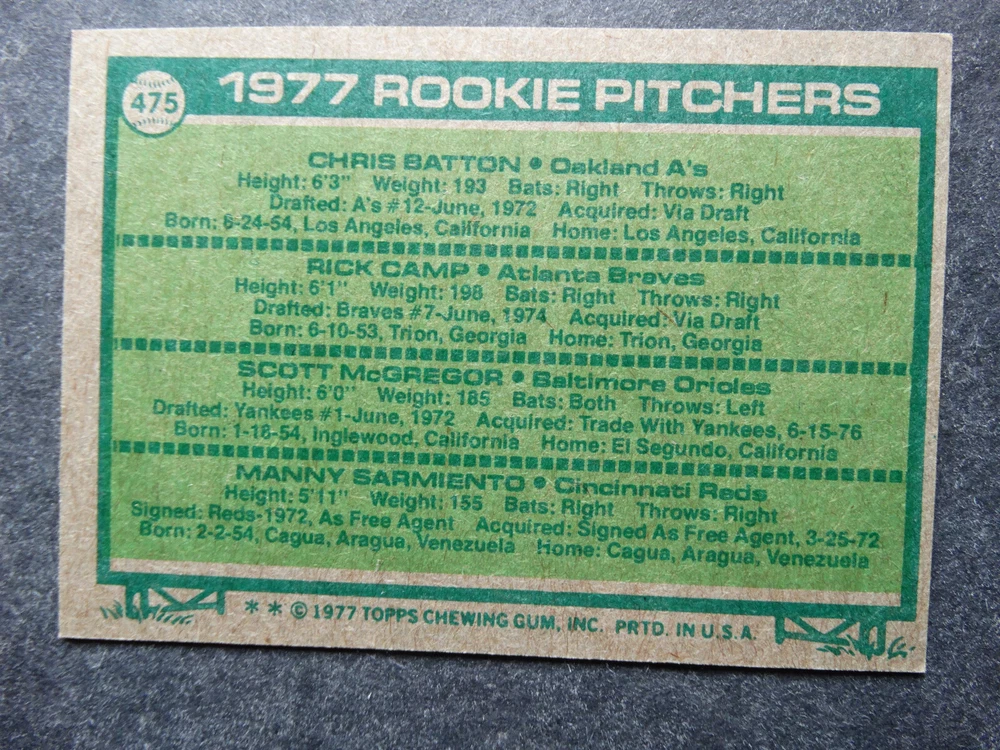 475
1977 ROOKIE PITCHERS
CHRIS BATTON • Oakland A's
Height: 6'3" Weight: 193 Bats: Right Throws: Right
Drafted: A's #12-June, 1972 Acquired: Via Draft
Born: 6-24-54, Los Angeles, California Home: Los Angeles, California
RICK CAMP • Atlanta Braves
Height: 6'1" Weight: 198 Bats: Right Throws: Right
Drafted: Braves #7-June, 1974 Acquired: Via Draft
Born: 6-10-53, Trion, Georgia Home: Trion, Georgia
SCOTT McGREGOR • Baltimore Orioles
Height: 6'0" Weight: 185 Bats: Both Throws: Left
Drafted: Yankees #1-June, 1972 Acquired: Trade With Yankees, 6-15-76
Born: 1-18-54, Inglewood, California Home: El Segundo, California
MANNY SARMIENTO • Cincinnati Reds
Height: 5'11" Weight: 155 Bats: Right Throws: Right
Signed: Reds-1972, As Free Agent Acquired: Signed As Free Agent, 3-25-72
Born: 2-2-54, Cagua, Aragua, Venezuela Home: Cagua, Aragua, Venezuela
* * © 1977 TOPPS CHEWING GUM, INC. PRTD. IN U.S.A.